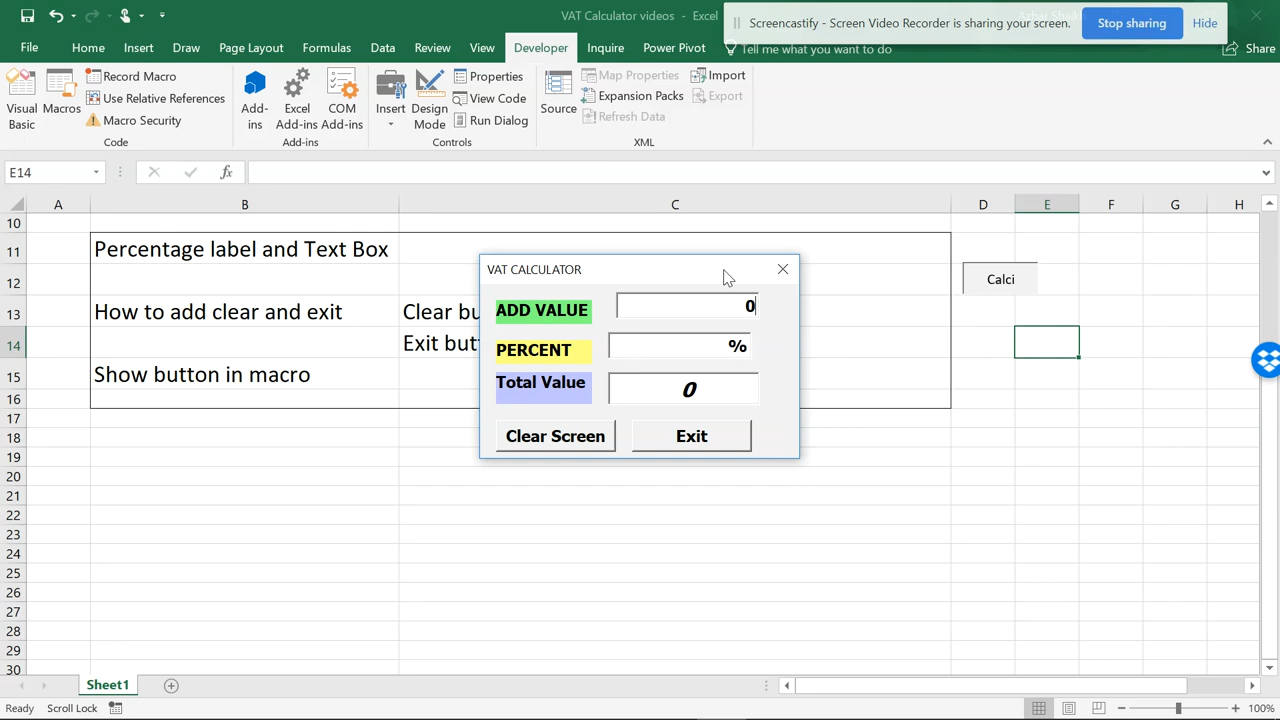 VAT Calculator videos - Excel
Screencastify - Screen Video Recorder is sharing your screen.
Stop sharing
Hide
File
Home
Insert
Draw
Page Layout
Formulas
Data
Review
View
Developer
Inquire
Power Pivot
Tell me what you want to do
Share
Visual Basic
Macros
Record Macro
Use Relative References
Macro Security
Code
Add-ins
Excel Add-ins
COM Add-ins
Add-ins
Insert
Design Mode
Properties
View Code
Run Dialog
Controls
Source
Map Properties
Expansion Packs
Refresh Data
Import
Export
XML
E14
fx
A B C D E F G H
10
11 Percentage label and Text Box
12
13 How to add clear and exit Clear bu
14 Exit but
15 Show button in macro
16
17
18
19
20
21
22
23
24
25
26
27
28
29
30
Calci
VAT CALCULATOR
ADD VALUE 0
PERCENT %
Total Value 0
Clear Screen
Exit
Sheet1
Ready
Scroll Lock
100%